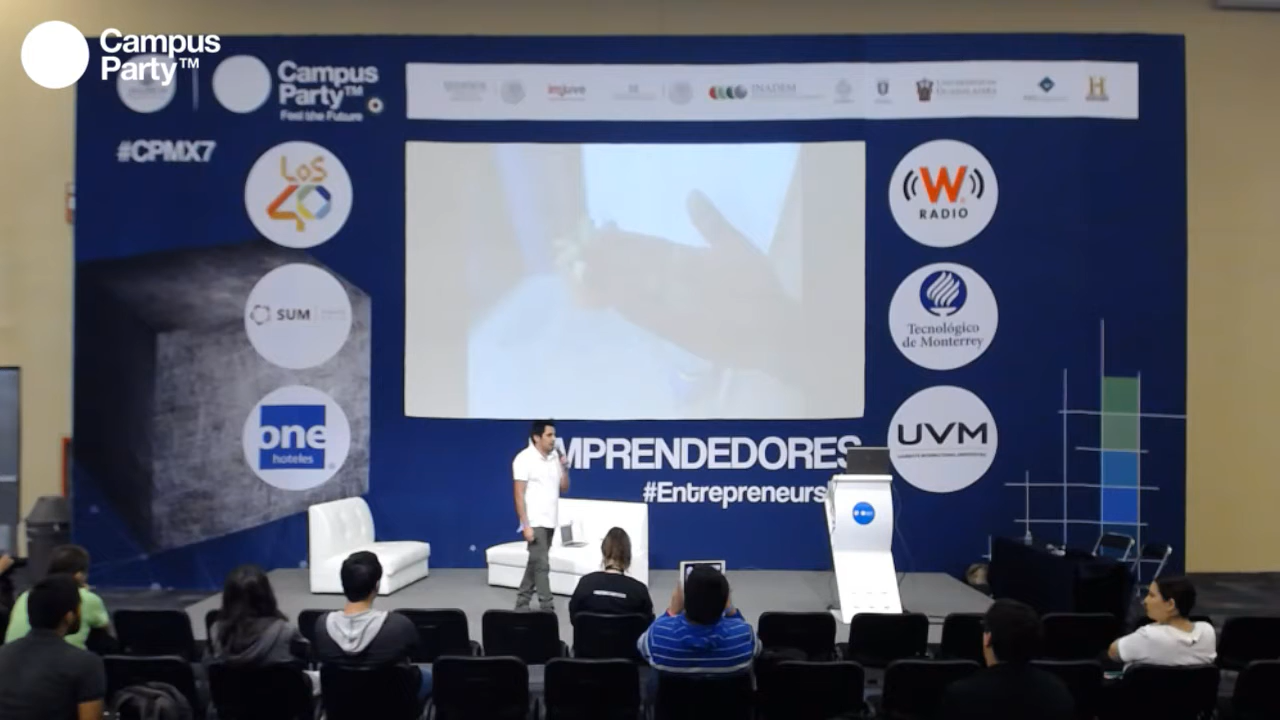 Campus
Party™
Campus
Party™
Feel the Future
#CPMX7
imjuve
INADEM
H
LOS
40
W
RADIO
SUM
Tecnológico
de Monterrey
one
hoteles
UVM
MPRENDEDORES
#Entrepreneurs